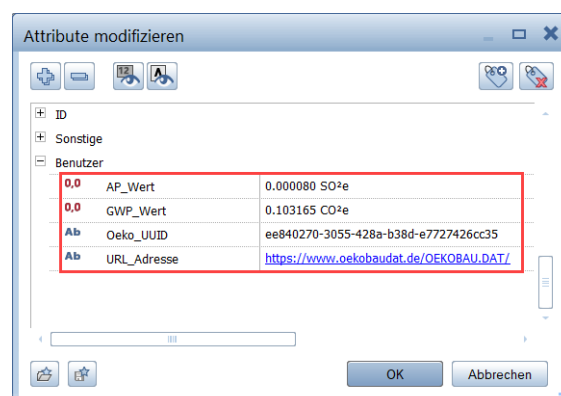 Attribute modifizieren
ID
Sonstige
Benutzer
0,0 AP_Wert 0.000080 SO²e
0,0 GWP_Wert 0.103165 CO²e
Ab Oeko_UUID ee840270-3055-428a-b38d-e7727426cc35
Ab URL_Adresse https://www.oekobaudat.de/OEKOBAU.DAT/
OK Abbrechen